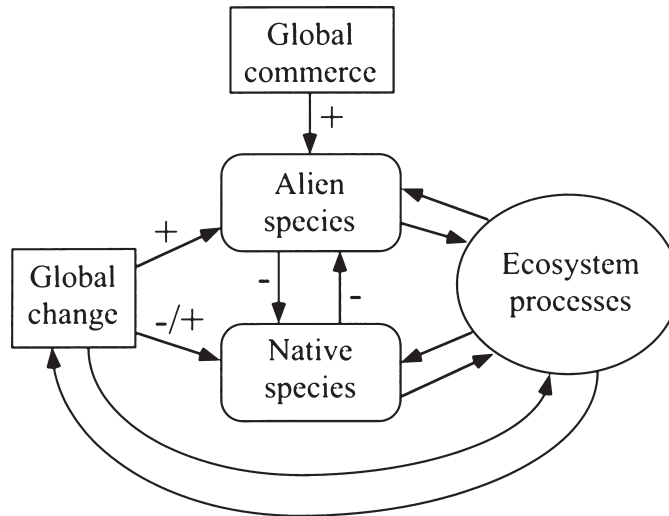 Global
commerce
+
Alien
species
+
Global
change
-
-
Ecosystem
processes
-/+
Native
species